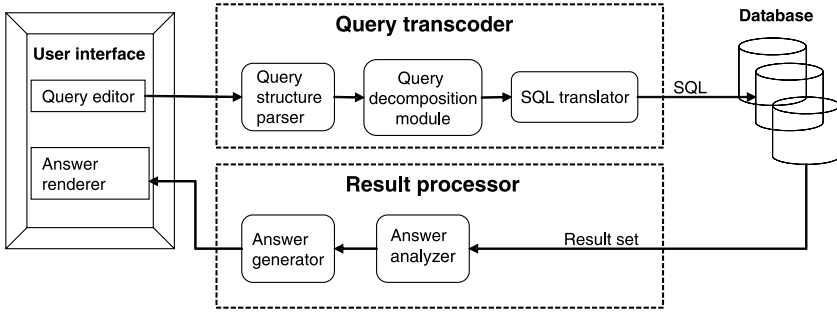 Query transcoder
Database
User interface
Query editor
Query
structure
parser
Query
decomposition
module
SQL translator
SQL
Answer
renderer
Result processor
Answer
generator
Answer
analyzer
Result set